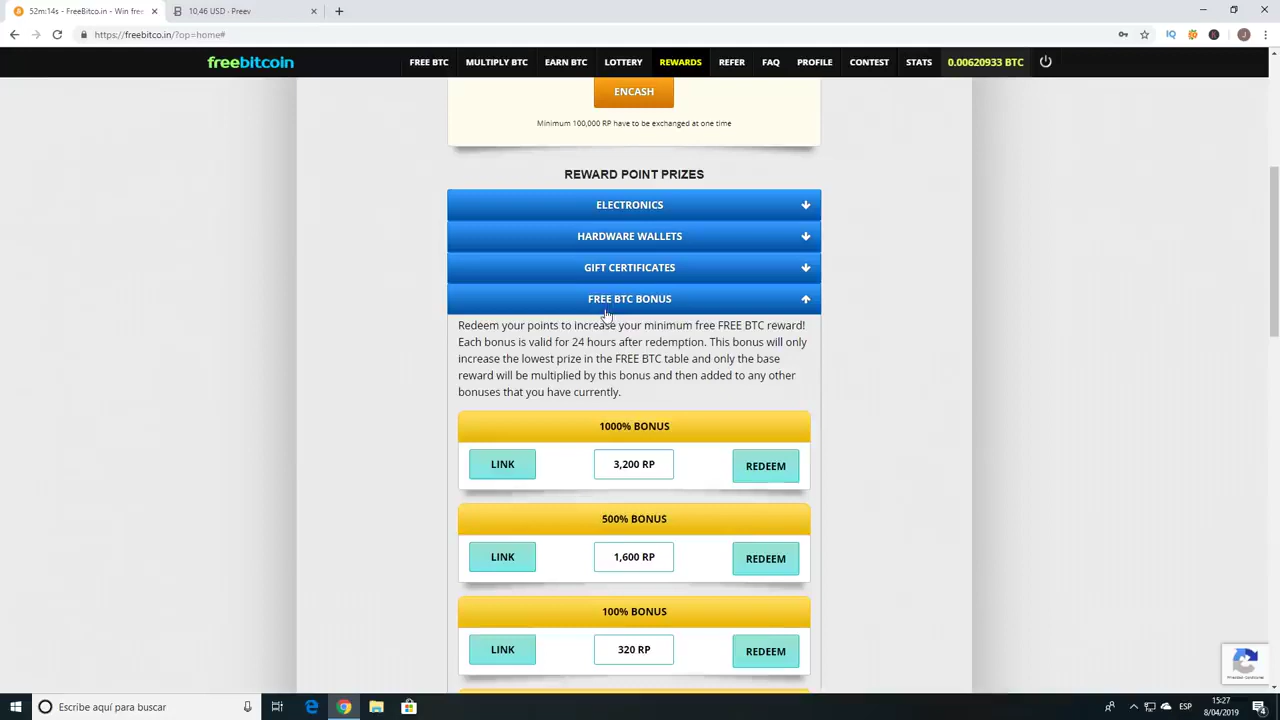 52m:14s - FreeBitco.in - Win free
10,46 USD - Preev
https://freebitco.in/?op=home#
freebitcoin
FREE BTC
MULTIPLY BTC
EARN BTC
LOTTERY
REWARDS
REFER
FAQ
PROFILE
CONTEST
STATS
0.00620933 BTC
ENCASH
Minimum 100,000 RP have to be exchanged at one time
REWARD POINT PRIZES
ELECTRONICS
HARDWARE WALLETS
GIFT CERTIFICATES
FREE BTC BONUS
Redeem your points to increase your minimum free FREE BTC reward!
Each bonus is valid for 24 hours after redemption. This bonus will only
increase the lowest prize in the FREE BTC table and only the base
reward will be multiplied by this bonus and then added to any other
bonuses that you have currently.
1000% BONUS
LINK
3,200 RP
REDEEM
500% BONUS
LINK
1,600 RP
REDEEM
100% BONUS
LINK
320 RP
REDEEM
Escribe aquí para buscar
ESP
15:27
8/04/2019